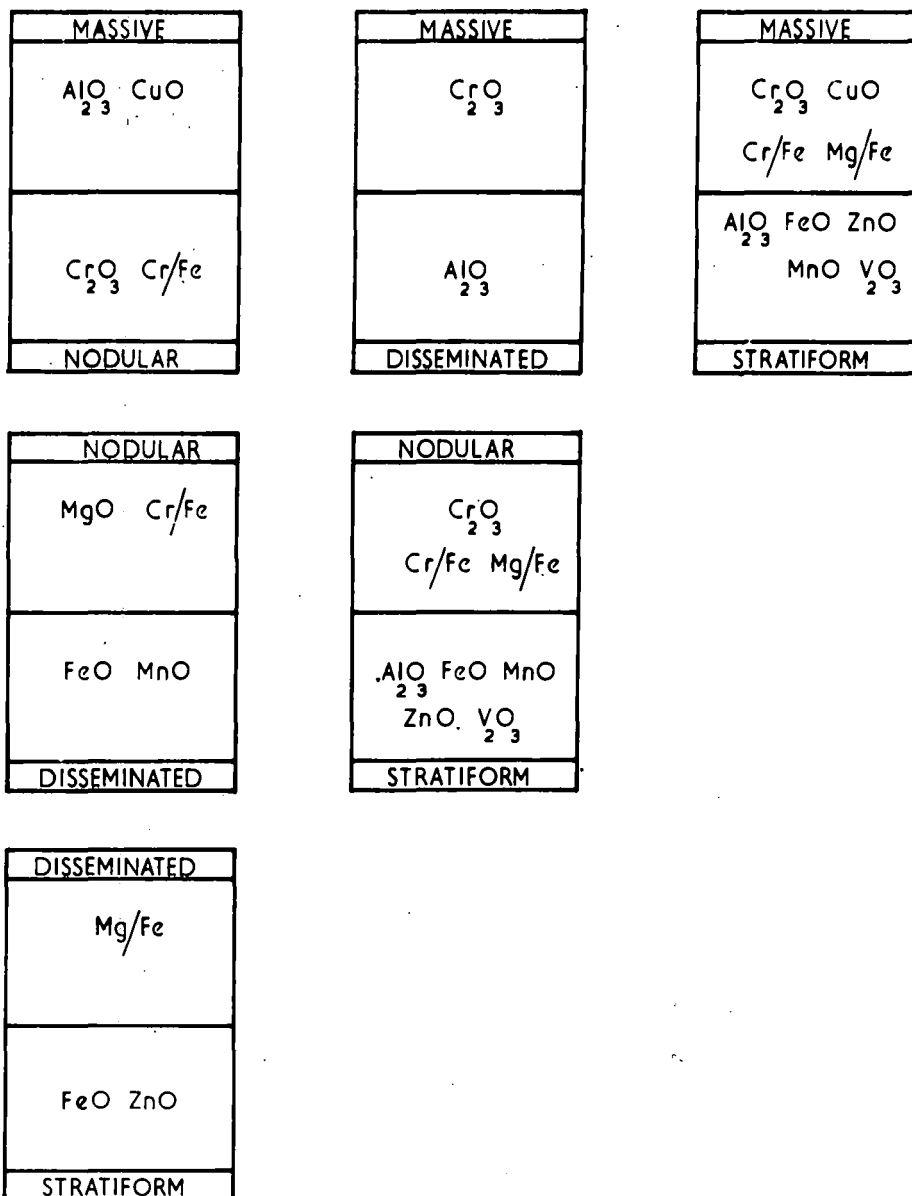 MASSIVE
Al2O3 CuO
Cr2O3 Cr/Fe
NODULAR
MASSIVE
Cr2O3
Al2O3
DISSEMINATED
MASSIVE
Cr2O3 CuO
Cr/Fe Mg/Fe
Al2O3 FeO ZnO
MnO V2O3
STRATIFORM
NODULAR
MgO Cr/Fe
FeO MnO
DISSEMINATED
NODULAR
Cr2O3
Cr/Fe Mg/Fe
Al2O3 FeO MnO
ZnO V2O3
STRATIFORM
DISSEMINATED
Mg/Fe
FeO ZnO
STRATIFORM